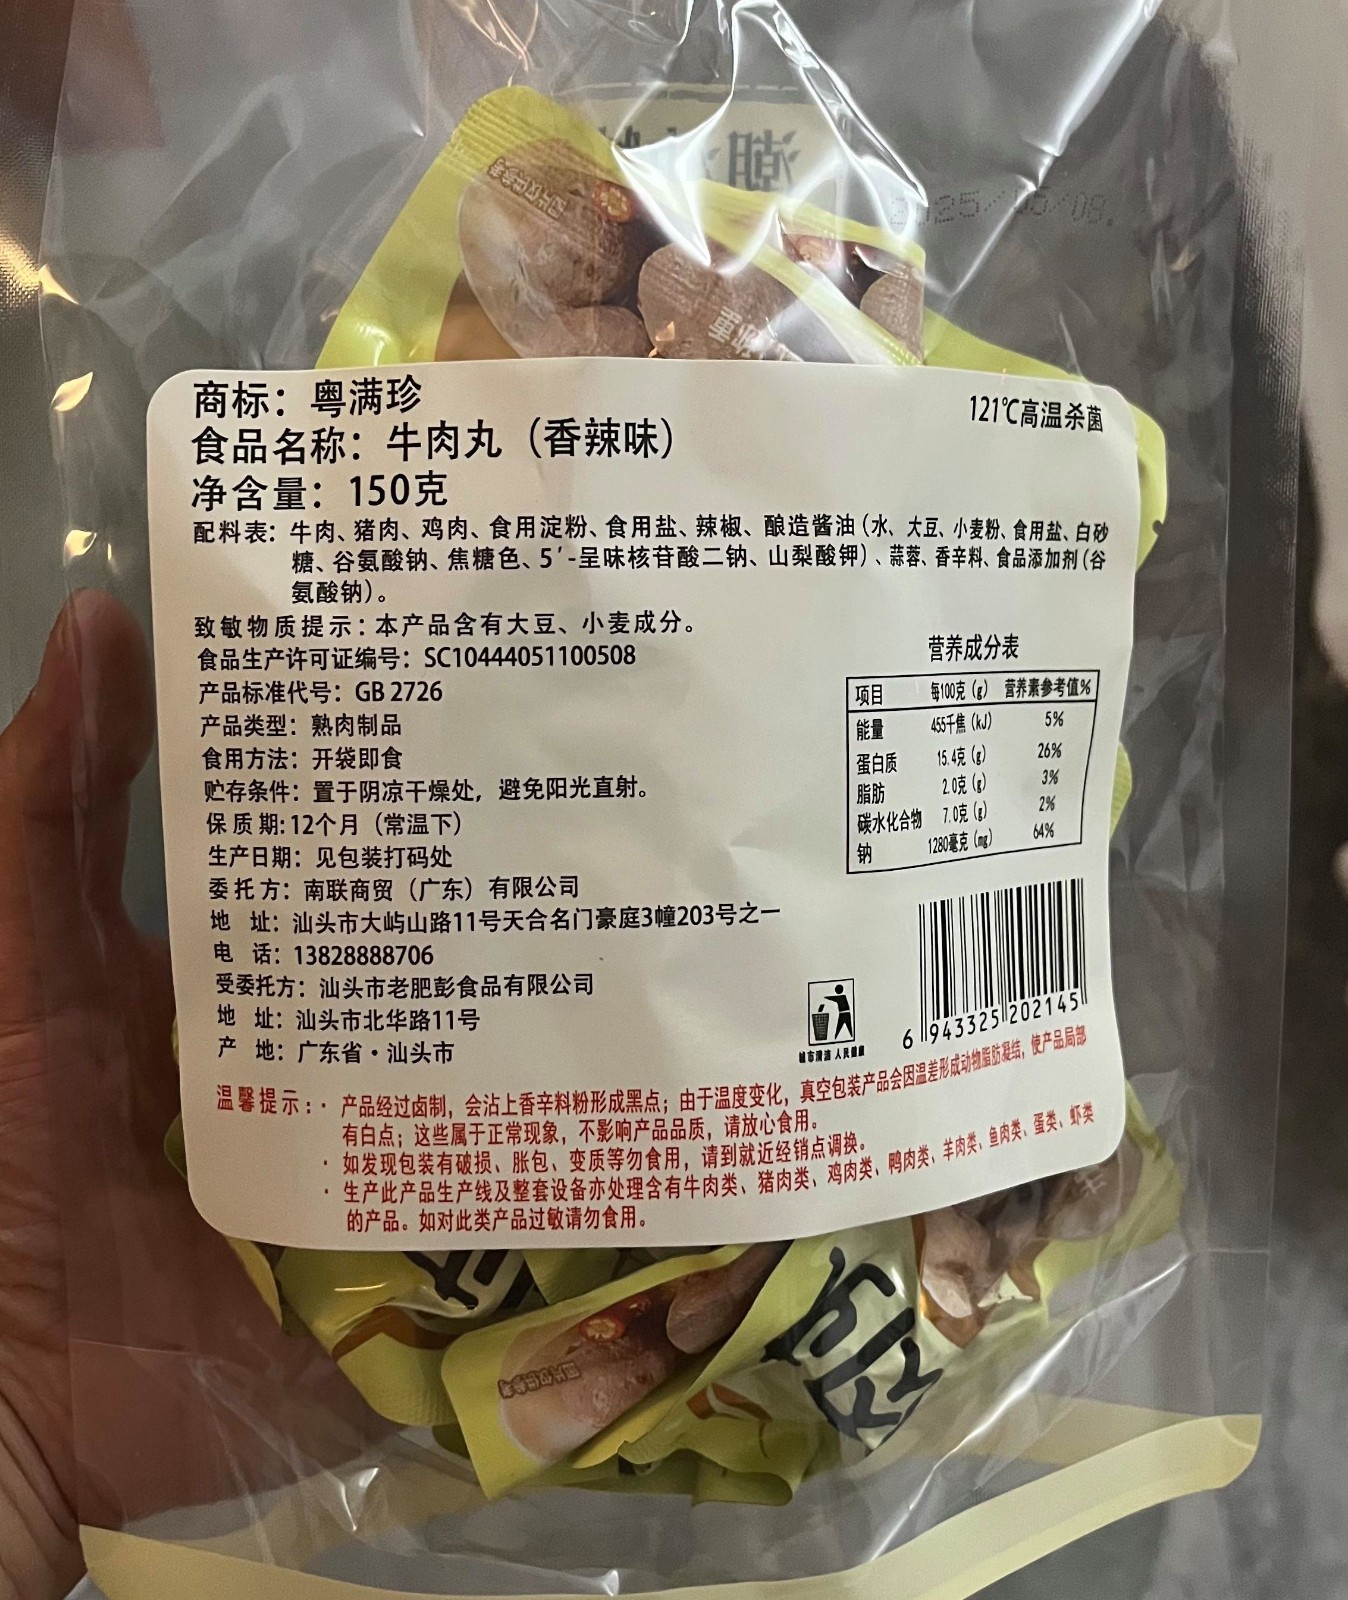 潮
2025/05/08
商标：粤满珍
121℃高温杀菌
食品名称：牛肉丸（香辣味）
净含量：150克
配料表：牛肉、猪肉、鸡肉、食用淀粉、食用盐、辣椒、酿造酱油（水、大豆、小麦粉、食用盐、白砂
糖、谷氨酸钠、焦糖色、5′-呈味核苷酸二钠、山梨酸钾）、蒜蓉、香辛料、食品添加剂（谷
氨酸钠）。
致敏物质提示：本产品含有大豆、小麦成分。
食品生产许可证编号：SC10444051100508
产品标准代号：GB 2726
产品类型：熟肉制品
食用方法：开袋即食
贮存条件：置于阴凉干燥处，避免阳光直射。
保质期：12个月（常温下）
生产日期：见包装打码处
委托方：南联商贸（广东）有限公司
地 址：汕头市大屿山路11号天合名门豪庭3幢203号之一
电 话：13828888706
受委托方：汕头市老肥彭食品有限公司
地 址：汕头市北华路11号
产 地：广东省·汕头市
营养成分表
项目 每100克（g） 营养素参考值%
能量 455千焦（kJ） 5%
蛋白质 15.4克（g） 26%
脂肪 2.0克（g） 3%
碳水化合物 7.0克（g） 2%
钠 1280毫克（mg） 64%
城市清洁 人民健康
6 943325 202145
温馨提示：· 产品经过卤制，会沾上香辛料粉形成黑点；由于温度变化，真空包装产品会因温差形成动物脂肪凝结，使产品局部
有白点；这些属于正常现象，不影响产品品质，请放心食用。
· 如发现包装有破损、胀包、变质等勿食用，请到就近经销点调换。
· 生产此产品生产线及整套设备亦处理含有牛肉类、猪肉类、鸡肉类、鸭肉类、羊肉类、鱼肉类、蛋类、虾类
的产品。如对此类产品过敏请勿食用。
图片仅供参考